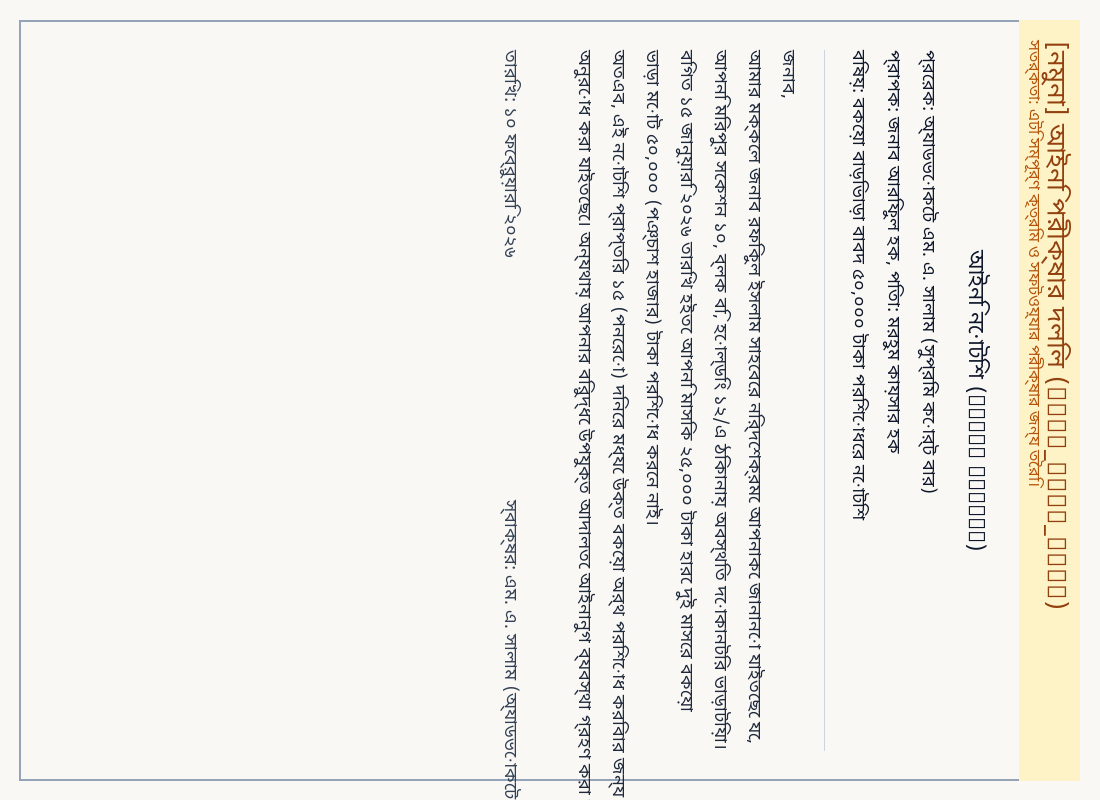 [নমুনা] আইনি পরীক্ষার দলিল (▯▯▯▯_▯▯▯▯_▯▯▯▯)
সতর্কতা: এটি সম্পূর্ণ কৃত্রিম ও সফটওয়্যার পরীক্ষার জন্য তৈরি।
আইনি নোটিশ (▯▯▯▯▯ ▯▯▯▯▯▯)
প্রেরক: অ্যাডভোকেট এম. এ. সালাম (সুপ্রিম কোর্ট বার)
প্রাপক: জনাব আরিফুল হক, পিতা: মরহুম কায়সার হক
বিষয়: বকেয়া বাড়িভাড়া বাবদ ৫০,০০০ টাকা পরিশোধের নোটিশ
জনাব,
আমার মক্কেল জনাব রফিকুল ইসলাম সাহেবের নির্দেশক্রমে আপনাকে জানানো যাইতেছে যে,
আপনি মিরপুর সেকশন ১০, ব্লক বি, হোল্ডিং ১২/এ ঠিকানায় অবস্থিত দোকানটির ভাড়াটিয়া।
বিগত ১৫ জানুয়ারি ২০২৬ তারিখ হইতে আপনি মাসিক ২৫,০০০ টাকা হারে দুই মাসের বকেয়া
ভাড়া মোট ৫০,০০০ (পঞ্চাশ হাজার) টাকা পরিশোধ করেন নাই।
অতএব, এই নোটিশ প্রাপ্তির ১৫ (পনেরো) দিনের মধ্যে উক্ত বকেয়া অর্থ পরিশোধ করিবার জন্য
অনুরোধ করা যাইতেছে। অন্যথায় আপনার বিরুদ্ধে উপযুক্ত আদালতে আইনানুগ ব্যবস্থা গ্রহণ করা
তারিখ: ১০ ফেব্রুয়ারি ২০২৬
স্বাক্ষর: এম. এ. সালাম (অ্যাডভোকেট